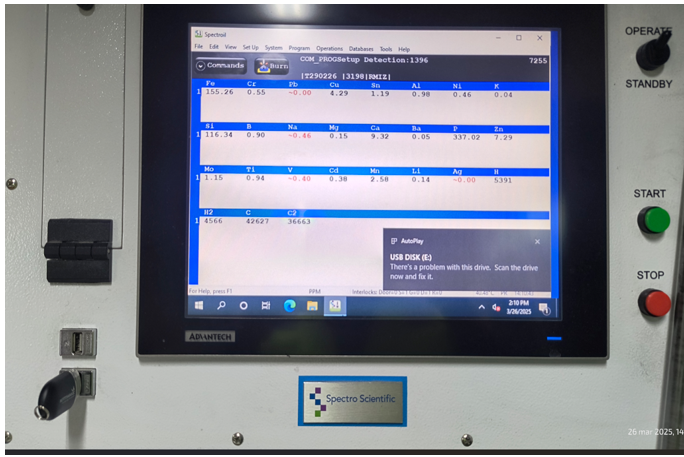 Spectroil
File Edit View Set Up System Program Operations Databases Tools Help
Commands Burn COM_PROGSetup Detection:1396 7255
|T290226 |3198|RMIZ|
Fe Cr Pb Cu Sn Al Ni K
1 155.26 0.55 ~0.00 4.29 1.19 0.98 0.46 0.04
Si B Na Mg Ca Ba P Zn
1 116.34 0.90 ~0.46 0.15 9.32 0.05 337.02 7.29
Mo Ti V Cd Mn Li Ag H
1 1.15 0.94 ~0.40 0.38 2.58 0.14 ~0.00 5391
H2 C C2
1 4566 42627 36663
AutoPlay
USB DISK (E:)
There's a problem with this drive. Scan the drive
now and fix it.
For Help, press F1 PPM Interlocks:
2:10 PM
3/26/2025
ADVANTECH
OPERATE
STANDBY
START
STOP
Spectro Scientific
26 mar 2025, 14